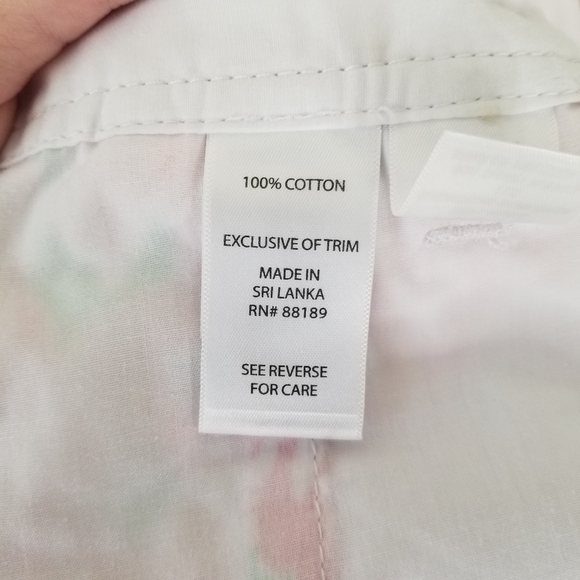 100% COTTON
EXCLUSIVE OF TRIM
MADE IN
SRI LANKA
RN# 88189
SEE REVERSE
FOR CARE